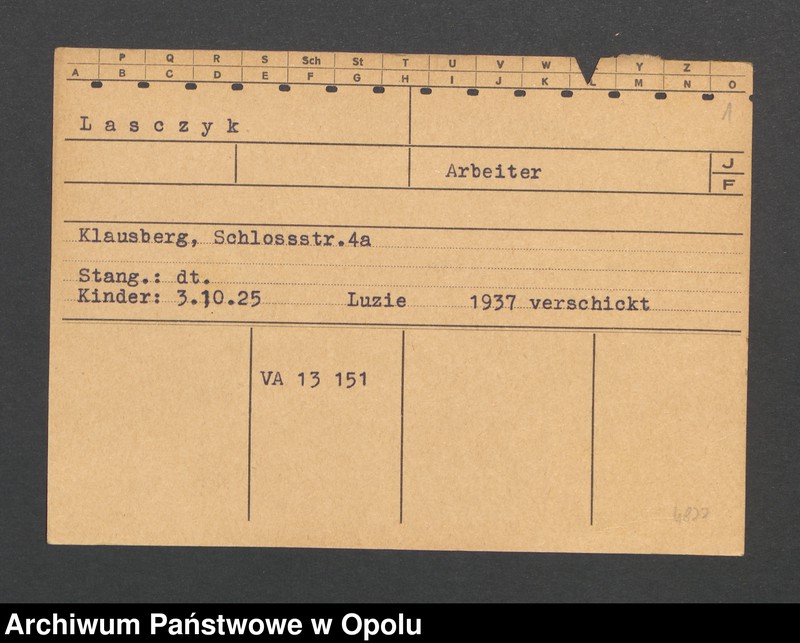 P Q R S Sch St T U V W Y Z
A B C D E F G H I J K L M N O
1
Lasczyk
Arbeiter
J
F
Klausberg, Schlossstr.4a
Stang.: dt.
Kinder: 3.10.25 Luzie 1937 verschickt
VA 13 151
Archiwum Państwowe w Opolu